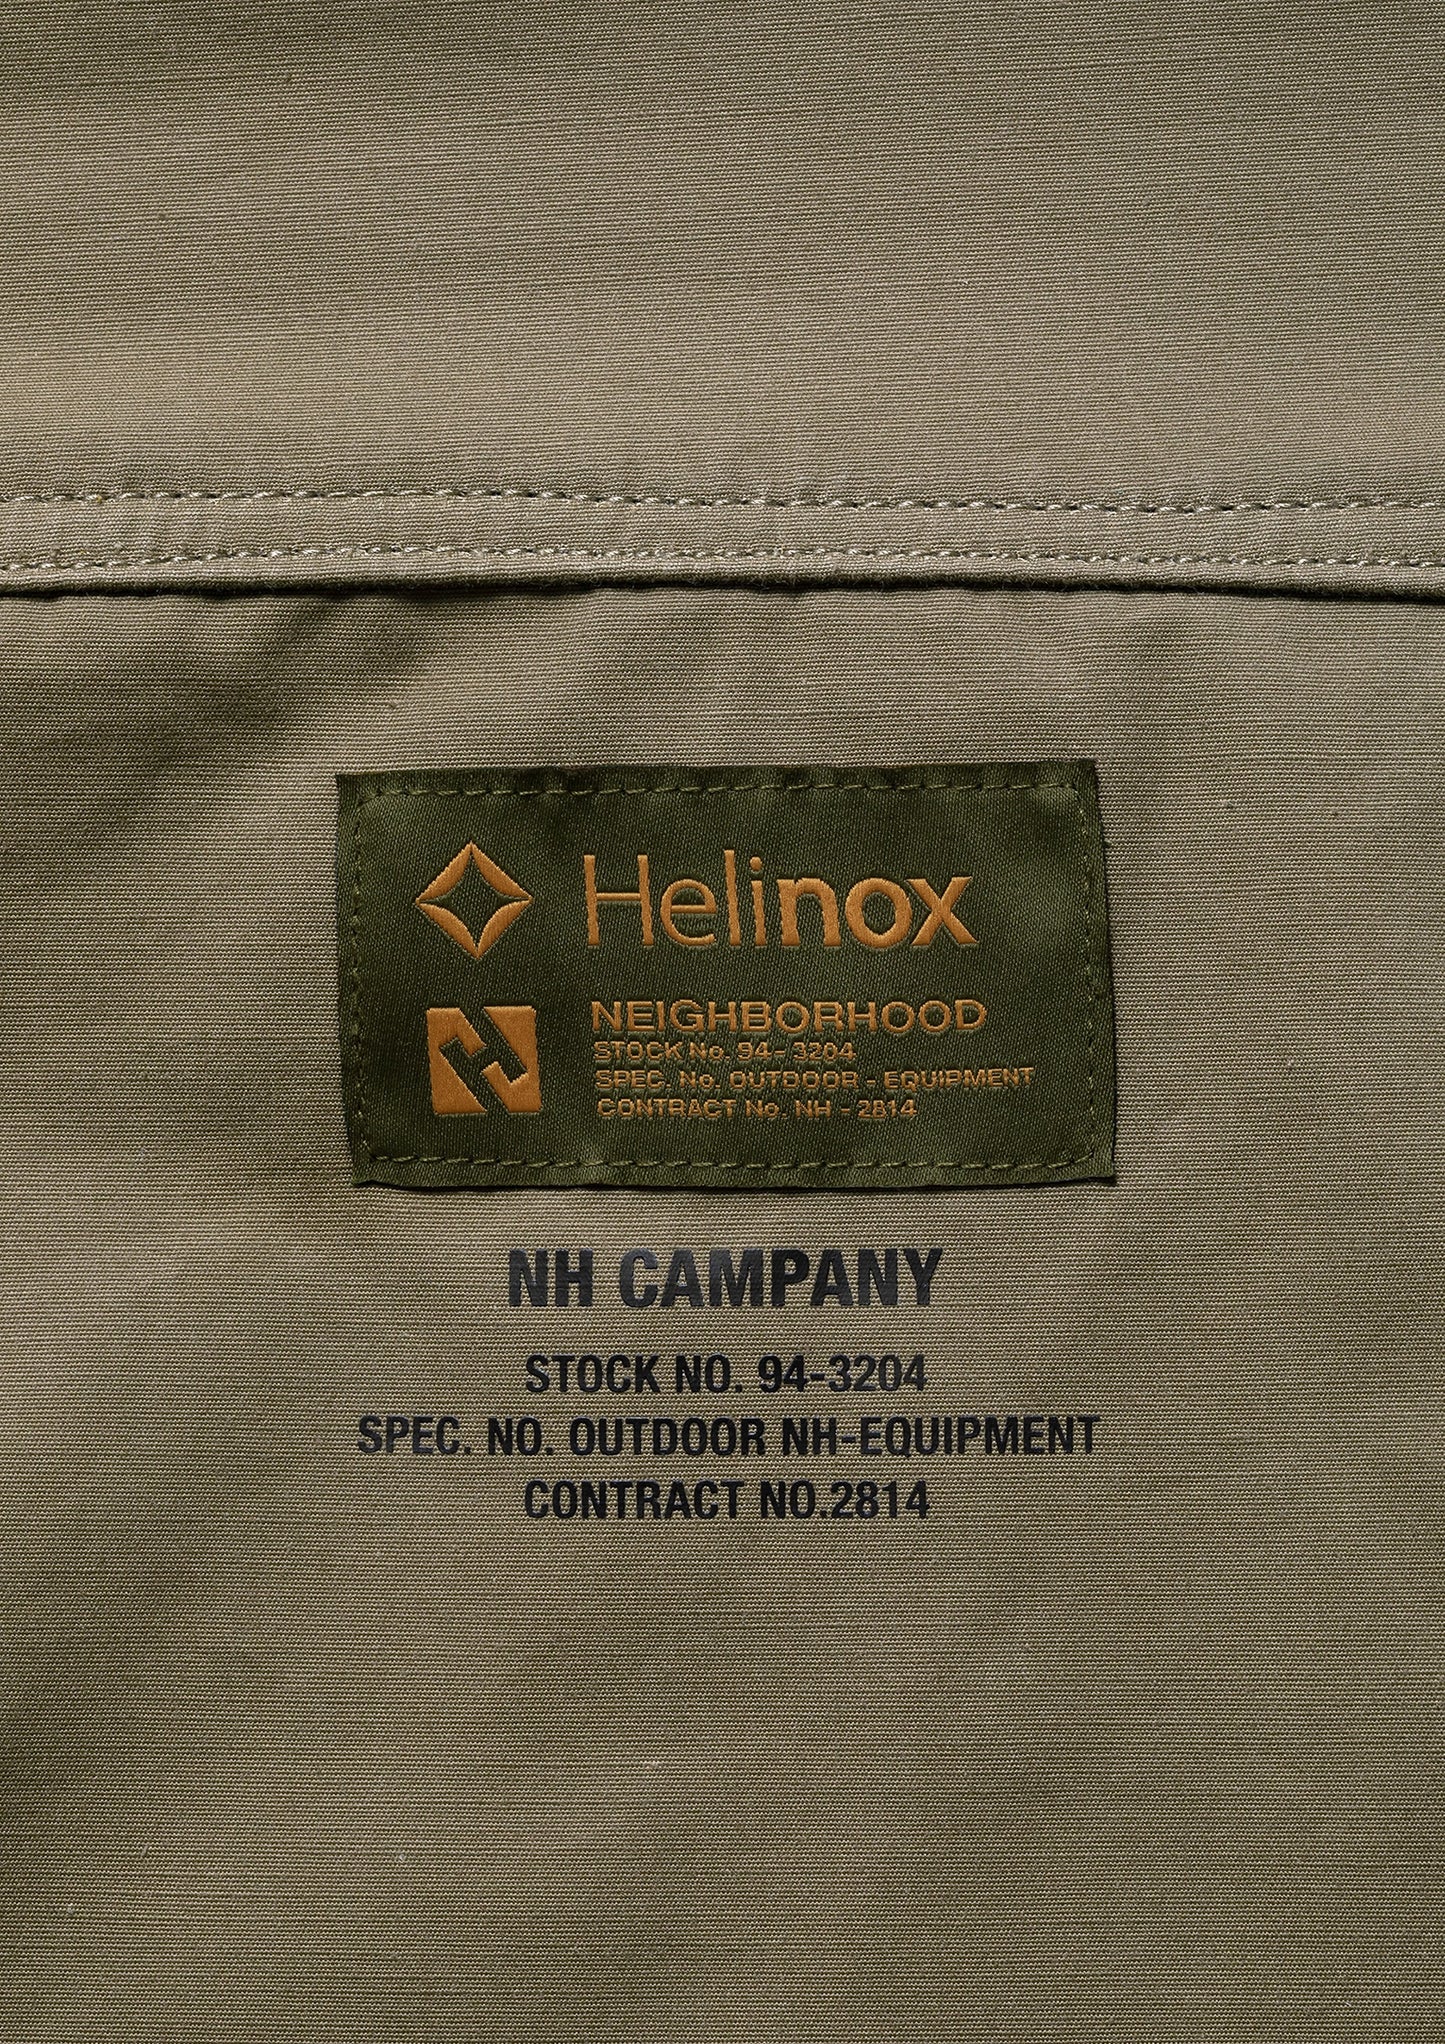 Helinox
NEIGHBORHOOD
STOCK No. 94-3204
SPEC. No. OUTDOOR - EQUIPMENT
CONTRACT No. NH - 2814
NH CAMPANY
STOCK NO. 94-3204
SPEC. NO. OUTDOOR NH-EQUIPMENT
CONTRACT NO.2814